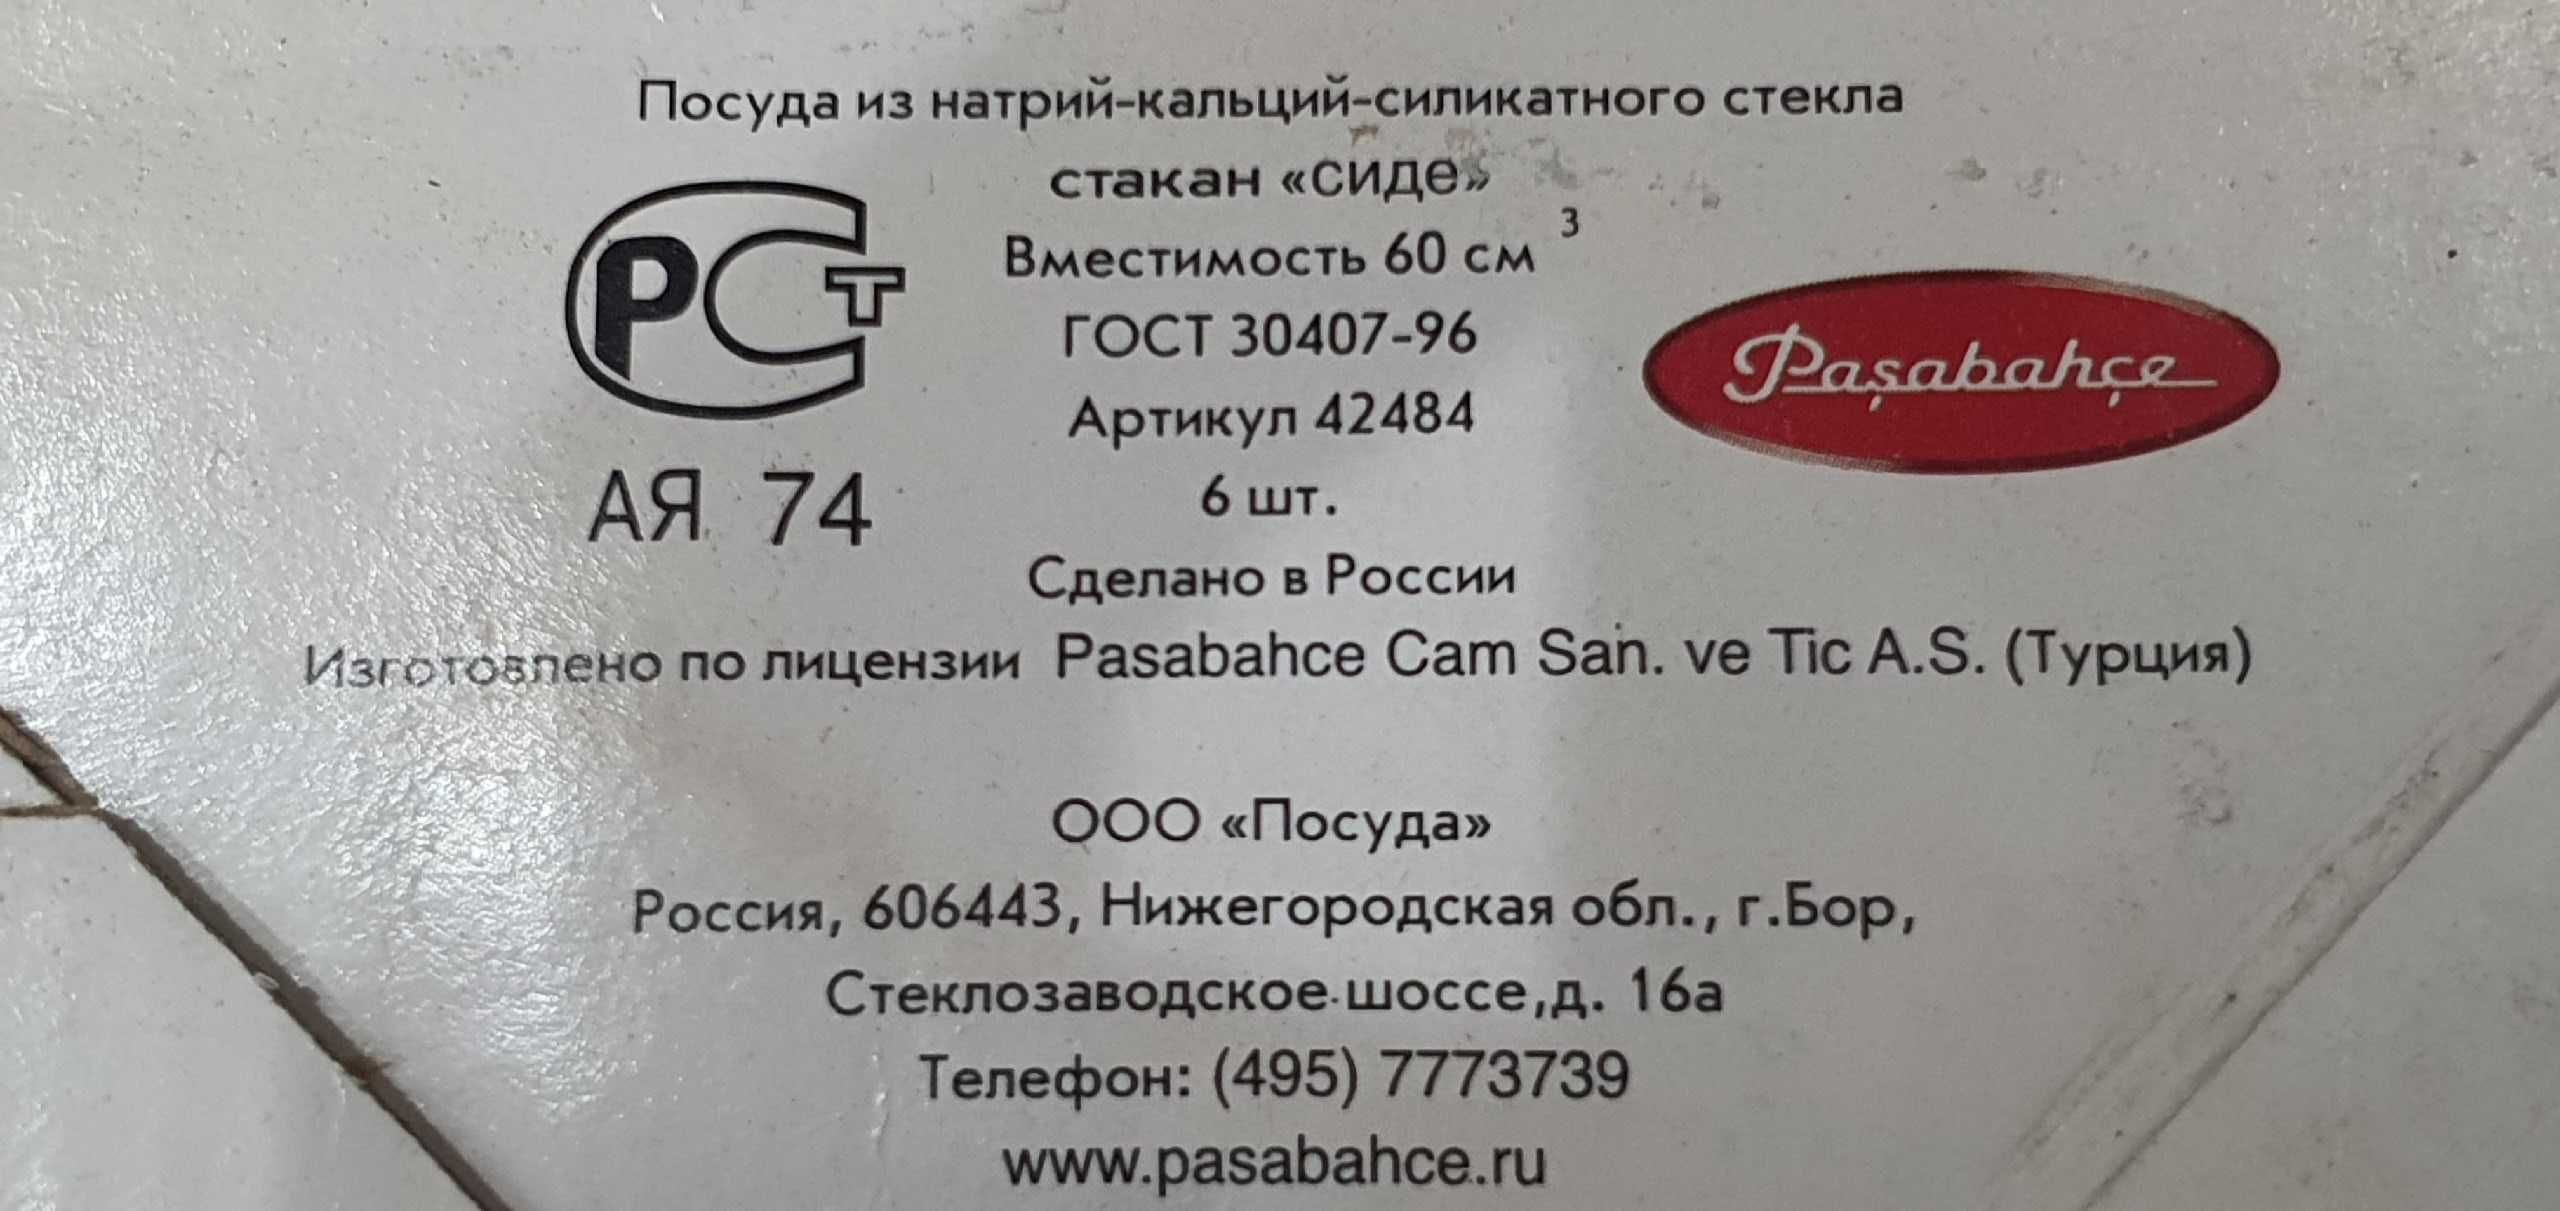 Посуда из натрий-кальций-силикатного стекла
стакан «СИДе»
Вместимость 60 см ³
ГОСТ 30407-96
Артикул 42484
6 шт.
Сделано в России
Изготовлено по лицензии Pasabahce Cam San. ve Tic A.S. (Турция)
РСТ
АЯ 74
Paşabahçe
ООО «Посуда»
Россия, 606443, Нижегородская обл., г.Бор,
Стеклозаводское шоссе,д. 16а
Телефон: (495) 7773739
www.pasabahce.ru